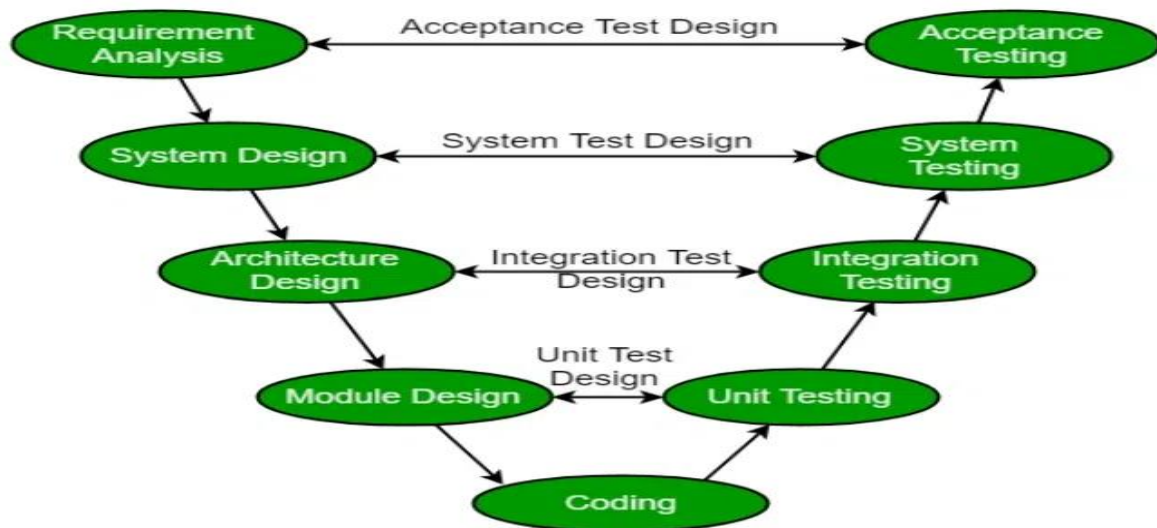 Requirement
Analysis
Acceptance Test Design
Acceptance
Testing
System Design
System Test Design
System
Testing
Architecture
Design
Integration Test
Design
Integration
Testing
Module Design
Unit Test
Design
Unit Testing
Coding